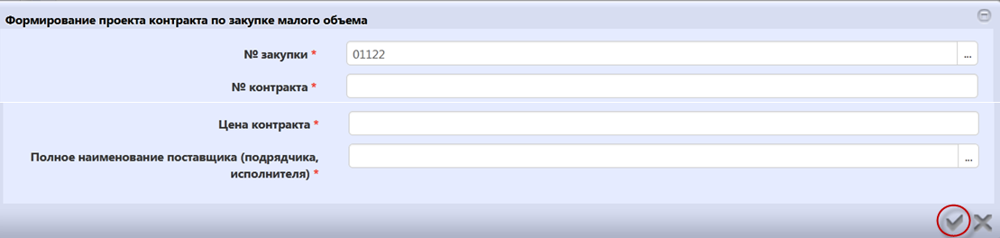 Формирование проекта контракта по закупке малого объема
№ закупки * 01122 ...
№ контракта *
Цена контракта *
Полное наименование поставщика (подрядчика, ...
исполнителя) *